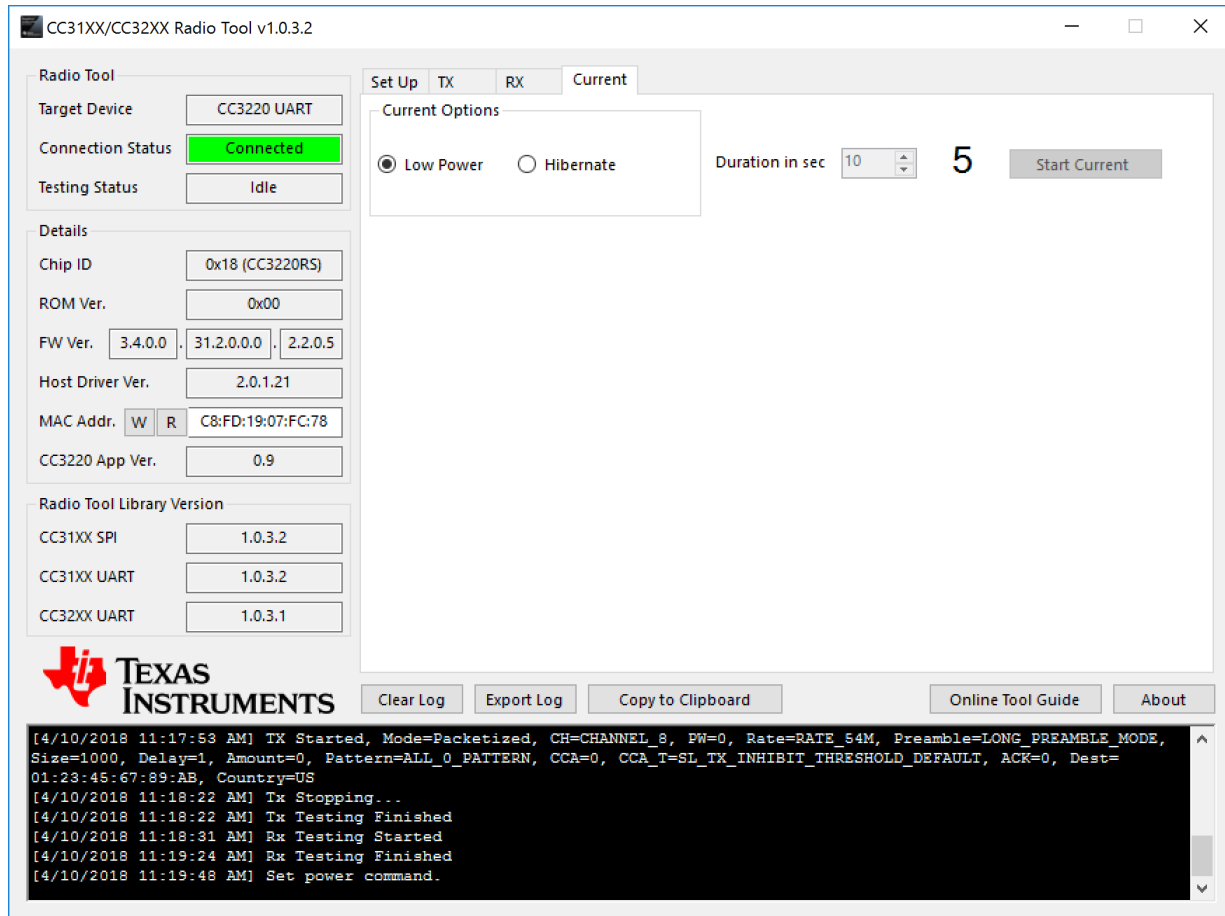 CC31XX/CC32XX Radio Tool v1.0.3.2
Radio Tool
Target Device CC3220 UART
Connection Status Connected
Testing Status Idle
Details
Chip ID 0x18 (CC3220RS)
ROM Ver. 0x00
FW Ver. 3.4.0.0 . 31.2.0.0.0 . 2.2.0.5
Host Driver Ver. 2.0.1.21
MAC Addr. W R C8:FD:19:07:FC:78
CC3220 App Ver. 0.9
Radio Tool Library Version
CC31XX SPI 1.0.3.2
CC31XX UART 1.0.3.2
CC32XX UART 1.0.3.1
TEXAS
INSTRUMENTS
Set Up TX RX Current
Current Options
Low Power Hibernate Duration in sec 10 5 Start Current
Clear Log Export Log Copy to Clipboard Online Tool Guide About
[4/10/2018 11:17:53 AM] TX Started, Mode=Packetized, CH=CHANNEL_8, PW=0, Rate=RATE_54M, Preamble=LONG_PREAMBLE_MODE,
Size=1000, Delay=1, Amount=0, Pattern=ALL_0_PATTERN, CCA=0, CCA_T=SL_TX_INHIBIT_THRESHOLD_DEFAULT, ACK=0, Dest=
01:23:45:67:89:AB, Country=US
[4/10/2018 11:18:22 AM] Tx Stopping...
[4/10/2018 11:18:22 AM] Tx Testing Finished
[4/10/2018 11:18:31 AM] Rx Testing Started
[4/10/2018 11:19:24 AM] Rx Testing Finished
[4/10/2018 11:19:48 AM] Set power command.